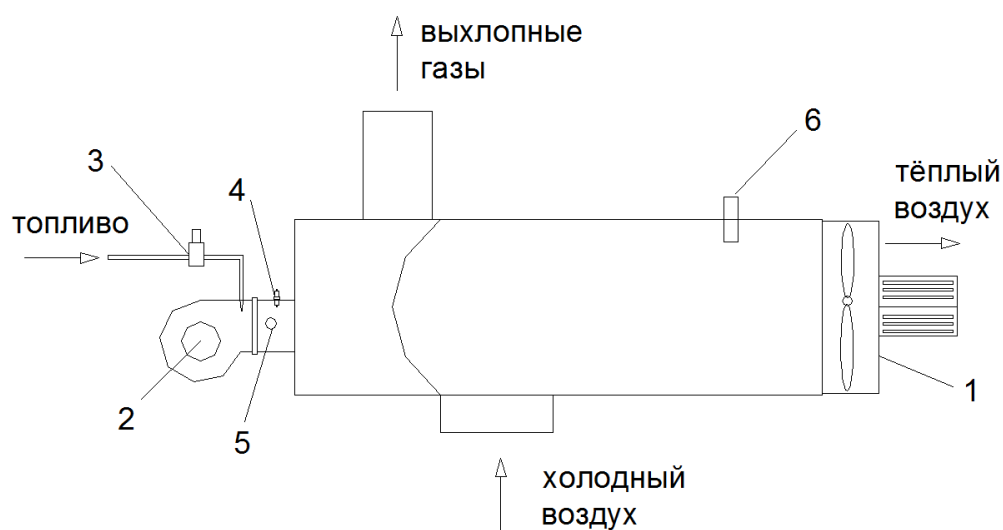 выхлопные
газы
6
3
4
тёплый
воздух
топливо
2
5
1
холодный
воздух